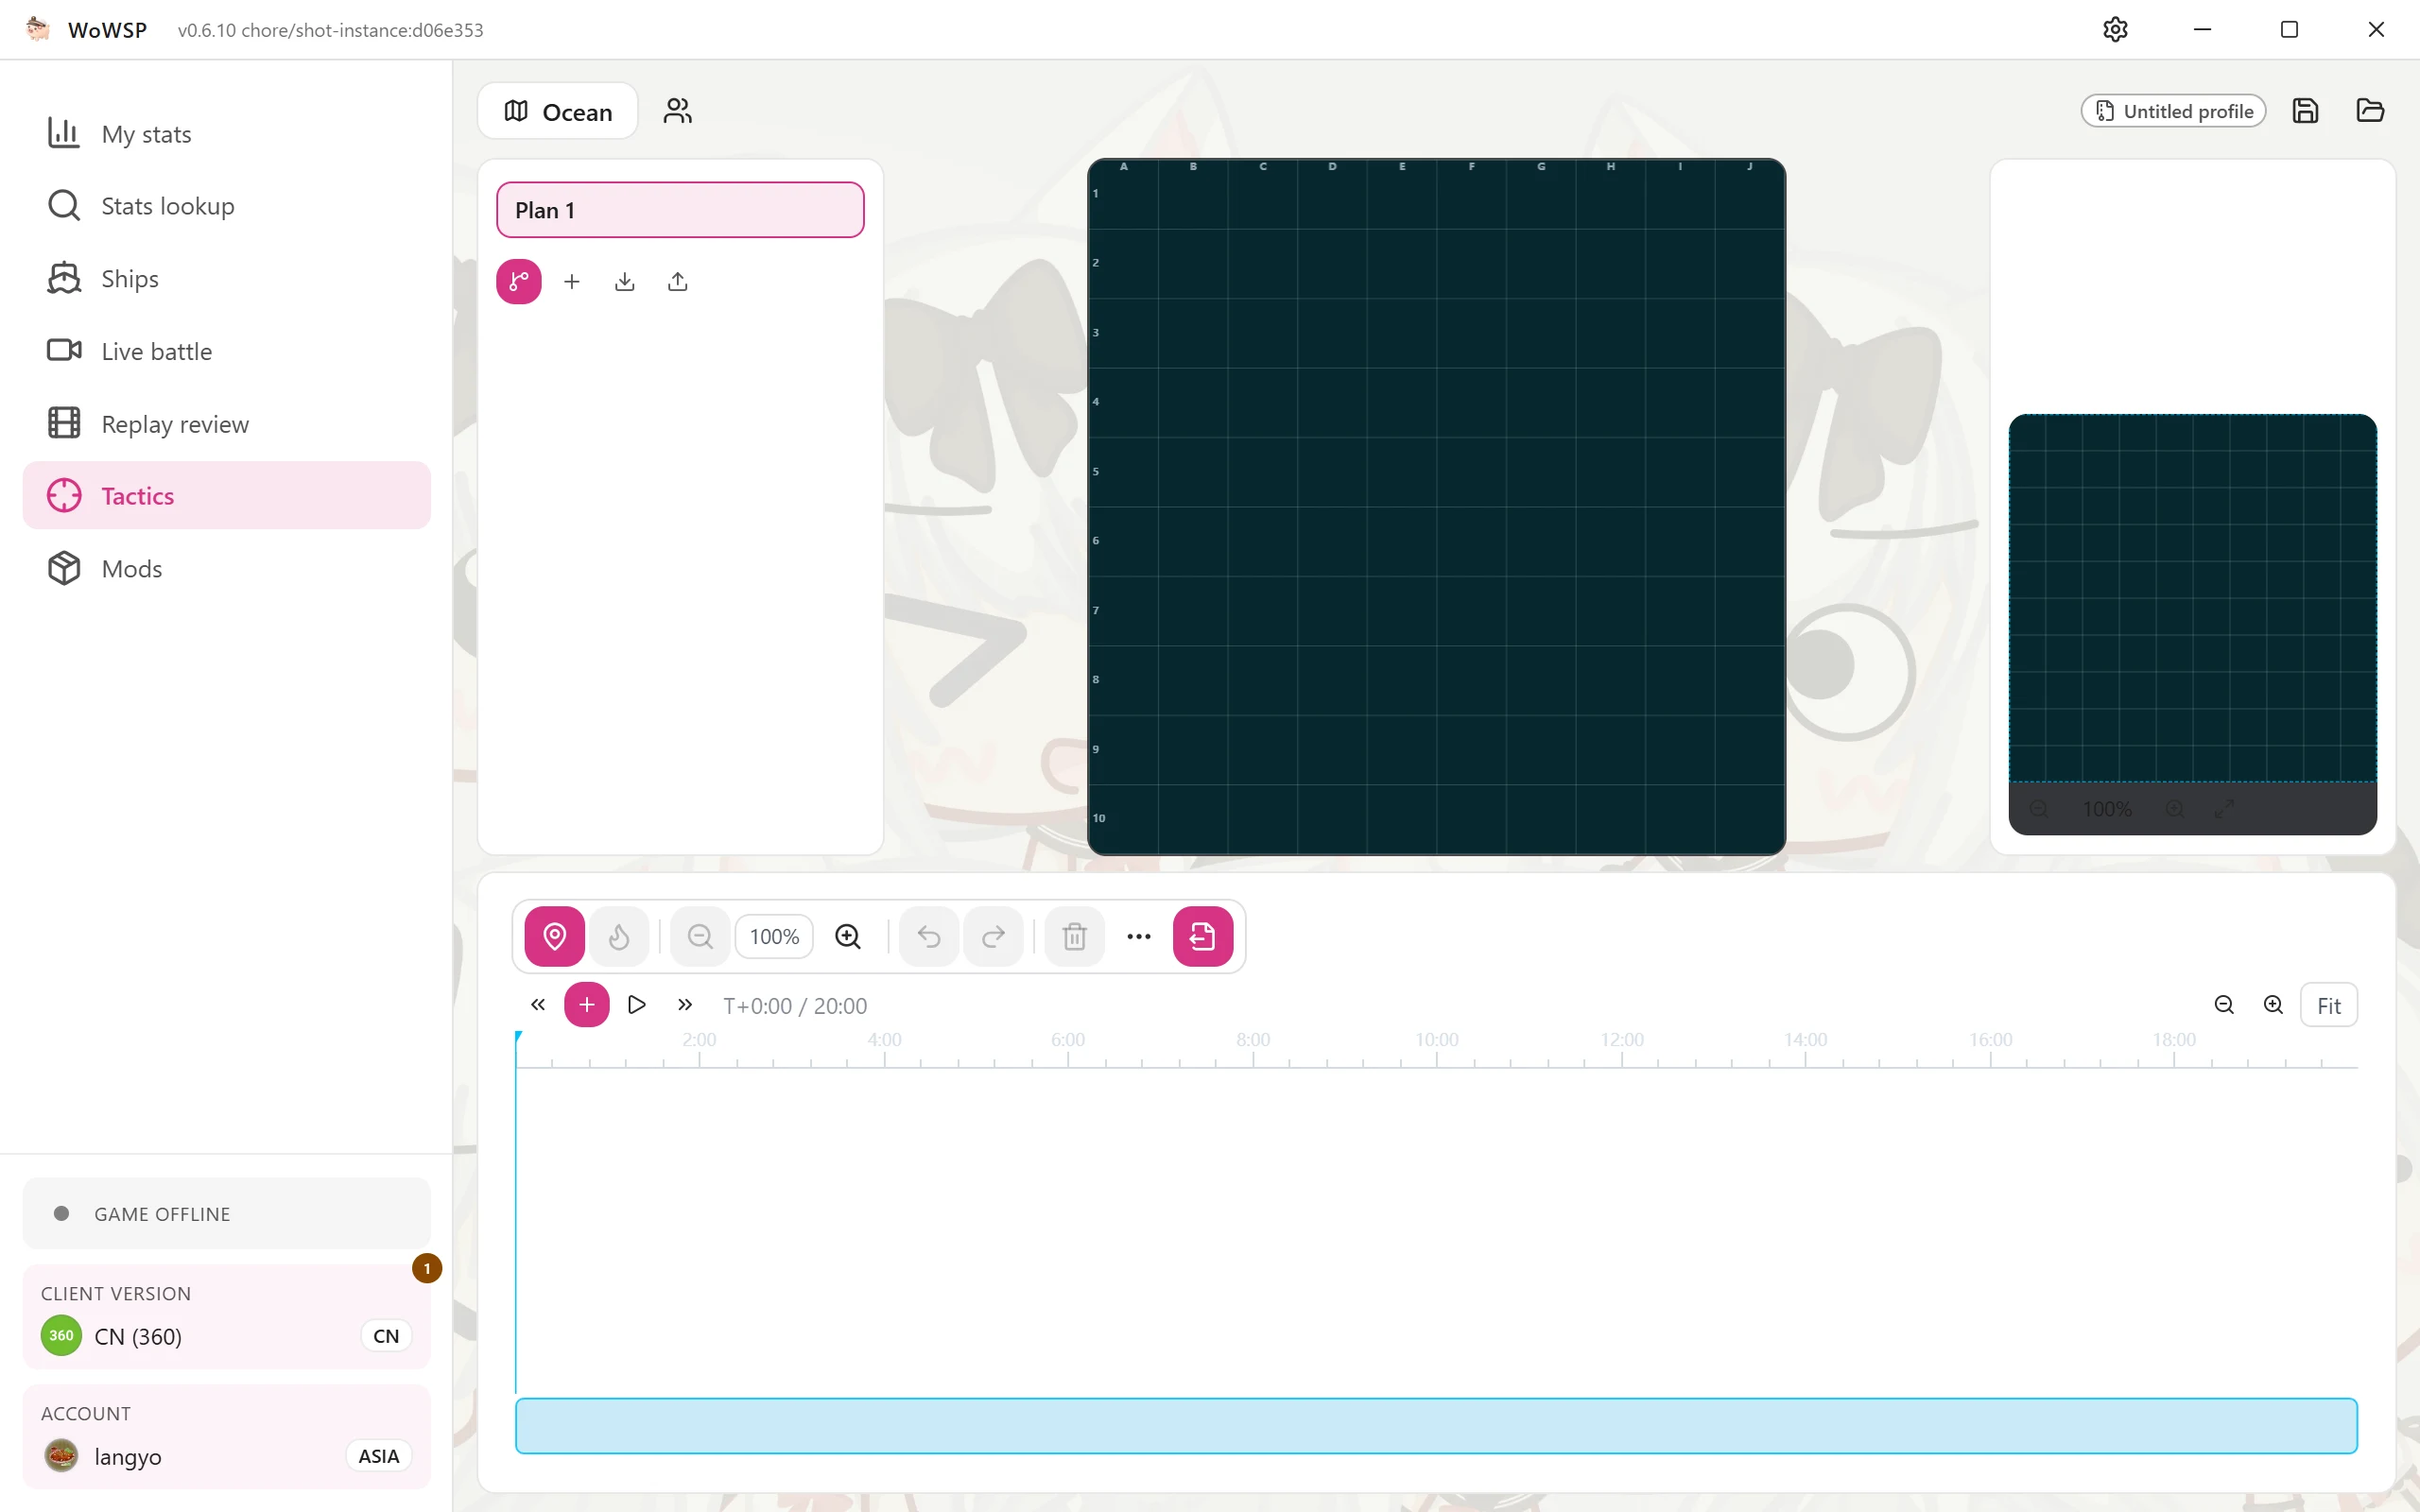 WoWSP v0.6.10 chore/shot-instance:d06e353
My stats
Stats lookup
Ships
Live battle
Replay review
Tactics
Mods
GAME OFFLINE
1
CLIENT VERSION
360 CN (360) CN
ACCOUNT
langyo ASIA
Ocean
Untitled profile
Plan 1
A B C D E F G H I J
1
2
3
4
5
6
7
8
9
10
100%
100%
T+0:00 / 20:00
Fit
2:00 4:00 6:00 8:00 10:00 12:00 14:00 16:00 18:00